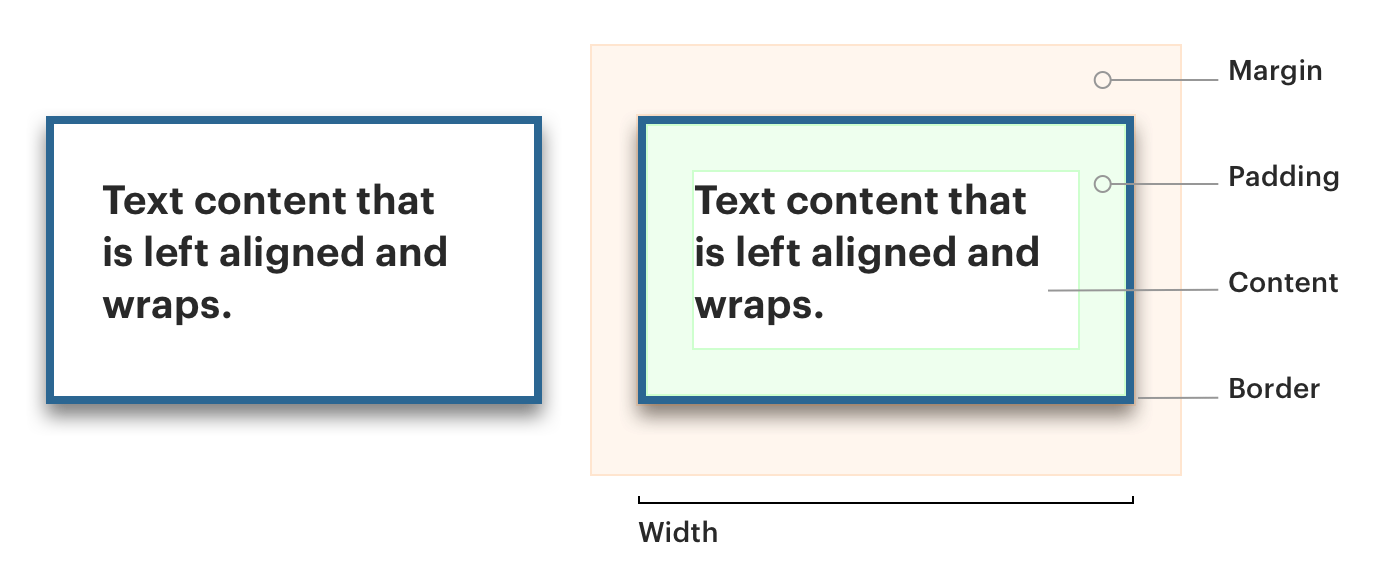 Text content that
is left aligned and
wraps.
Text content that
is left aligned and
wraps.
Margin
Padding
Content
Border
Width